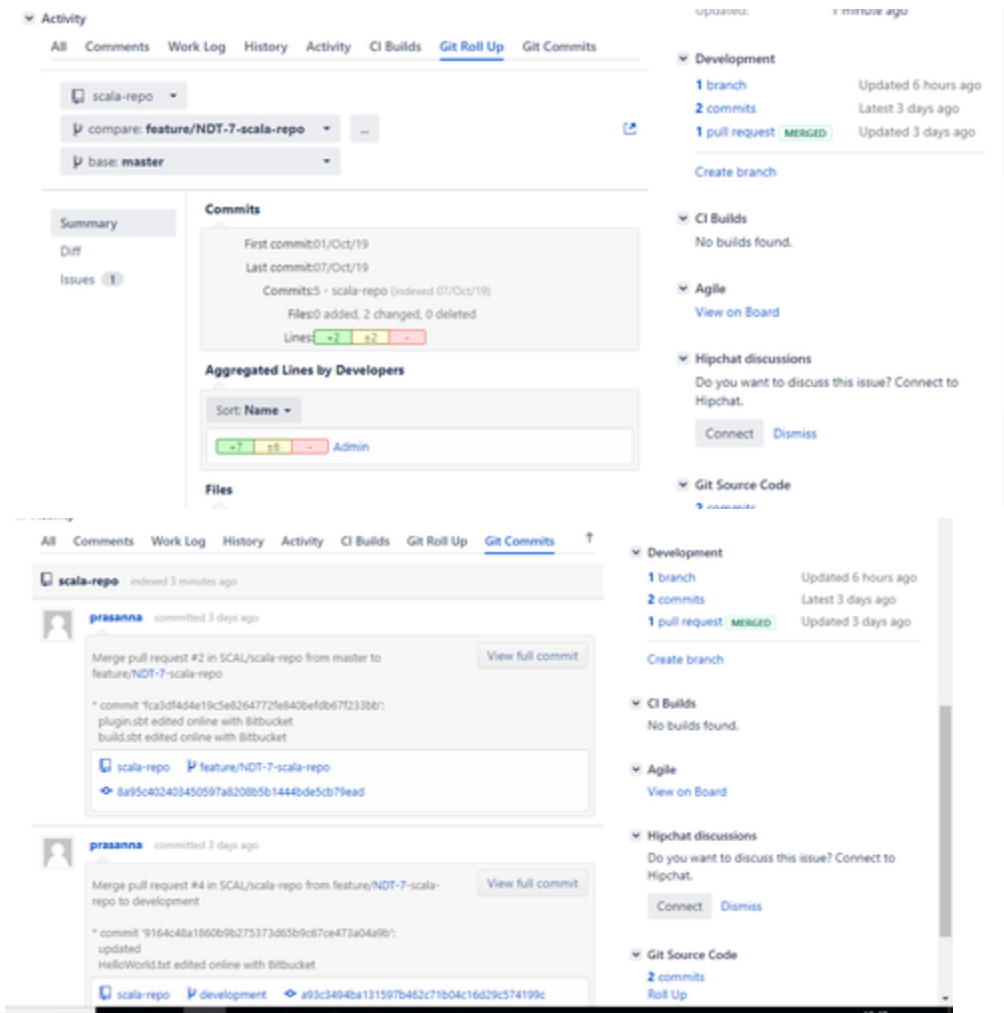 Activity
All Comments Work Log History Activity CI Builds Git Roll Up Git Commits
scala-repo
compare: feature/NDT-7-scala-repo ...
base: master
Summary
Diff
Issues 1
Commits
First commit:01/Oct/19
Last commit:07/Oct/19
Commits:5 - scala-repo (indexed 07/Oct/19)
Files:0 added, 2 changed, 0 deleted
Lines: +2 ±2 -
Aggregated Lines by Developers
Sort: Name
+7 ±6 - Admin
Files
Updated: 1 minute ago
Development
1 branch Updated 6 hours ago
2 commits Latest 3 days ago
1 pull request MERGED Updated 3 days ago
Create branch
CI Builds
No builds found.
Agile
View on Board
Hipchat discussions
Do you want to discuss this issue? Connect to
Hipchat.
Connect Dismiss
Git Source Code
2 commits
All Comments Work Log History Activity CI Builds Git Roll Up Git Commits
scala-repo indexed 3 minutes ago
prasanna committed 3 days ago
View full commit
Merge pull request #2 in SCAL/scala-repo from master to
feature/NDT-7-scala-repo
* commit 'fca3df4d4e19c5e8264772fe840befdb67f233bb':
plugin.sbt edited online with Bitbucket
build.sbt edited online with Bitbucket
scala-repo feature/NDT-7-scala-repo
8a95c402403450597a8208b5b1444bde5cb79ead
prasanna committed 3 days ago
View full commit
Merge pull request #4 in SCAL/scala-repo from feature/NDT-7-scala-
repo to development
* commit '9164c48a1860b9b275373d65b9c67ce473a04a9b':
updated
HelloWorld.txt edited online with Bitbucket
scala-repo development a93c3494ba131597b462c71b04c16d29c574199c
Development
1 branch Updated 6 hours ago
2 commits Latest 3 days ago
1 pull request MERGED Updated 3 days ago
Create branch
CI Builds
No builds found.
Agile
View on Board
Hipchat discussions
Do you want to discuss this issue? Connect to
Hipchat.
Connect Dismiss
Git Source Code
2 commits
Roll Up